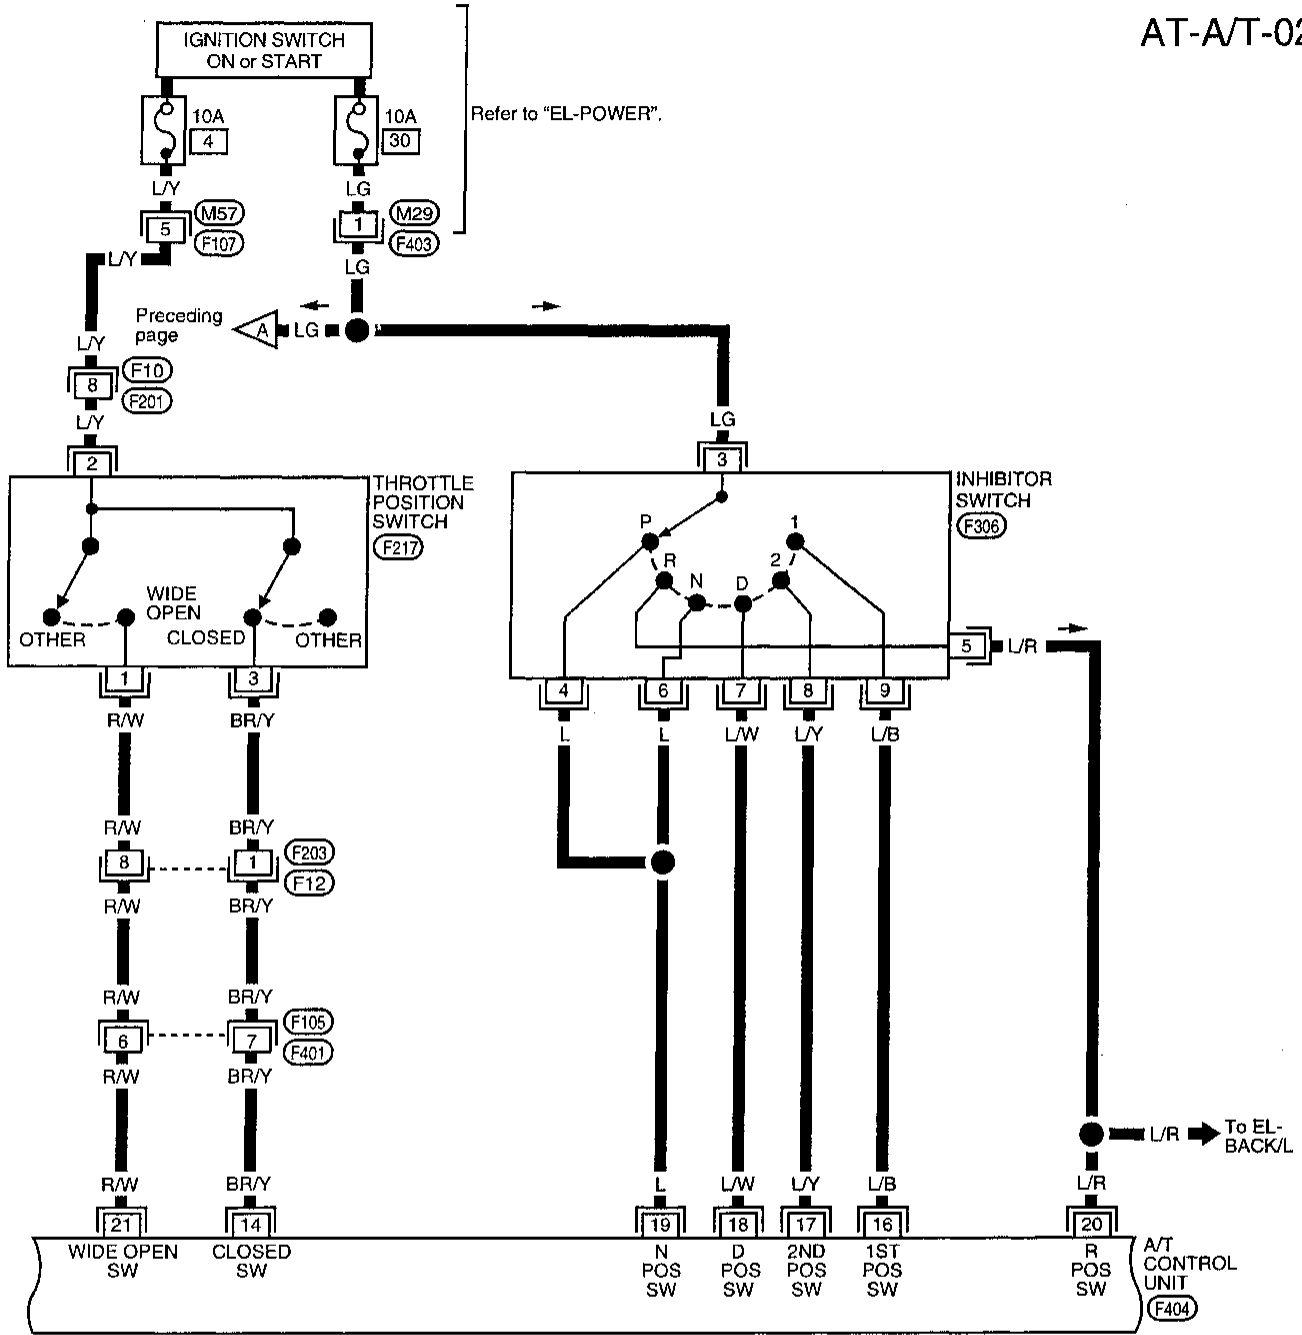 AT-A/T-02
IGNITION SWITCH
ON or START
10A
4
10A
30
Refer to "EL-POWER".
L/Y
LG
5
M57
F107
1
M29
F403
L/Y
LG
Preceding
page
A
LG
L/Y
8
F10
F201
L/Y
LG
2
3
THROTTLE
POSITION
SWITCH
F217
INHIBITOR
SWITCH
F306
P
R
N
D
2
1
WIDE
OPEN
OTHER
CLOSED
OTHER
5
L/R
1
3
4
6
7
8
9
R/W
BR/Y
L
L
L/W
L/Y
L/B
R/W
BR/Y
8
1
F203
F12
R/W
BR/Y
R/W
BR/Y
6
7
F105
F401
R/W
BR/Y
L/R
To EL-
BACK/L
R/W
BR/Y
L
L/W
L/Y
L/B
L/R
21
14
19
18
17
16
20
WIDE OPEN
SW
CLOSED
SW
N
POS
SW
D
POS
SW
2ND
POS
SW
1ST
POS
SW
R
POS
SW
A/T
CONTROL
UNIT
F404